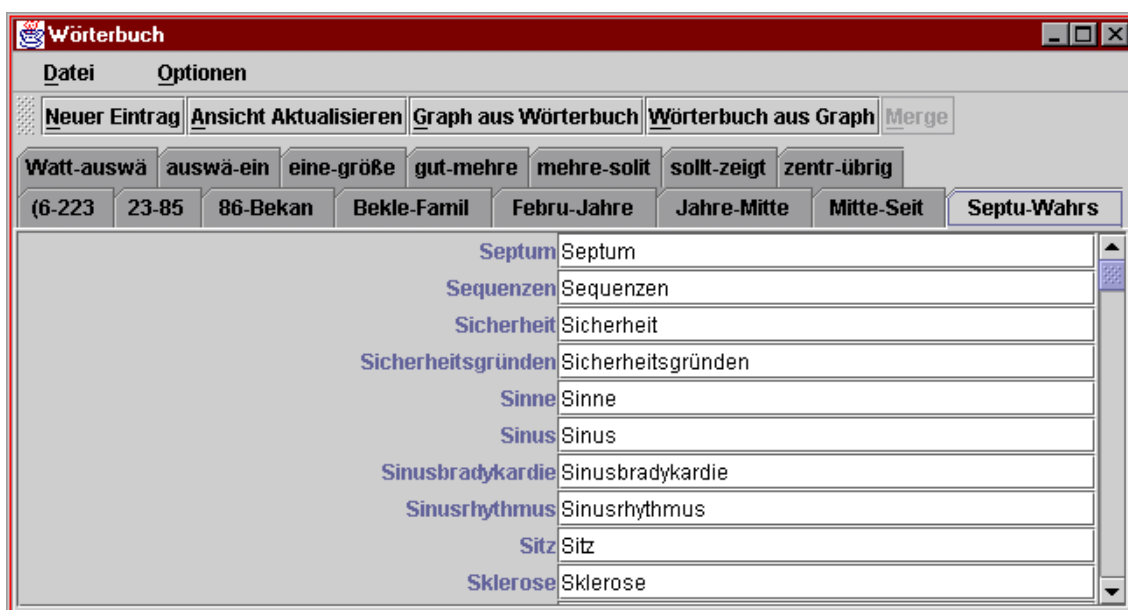 Wörterbuch
Datei Optionen
Neuer Eintrag Ansicht Aktualisieren Graph aus Wörterbuch Wörterbuch aus Graph Merge
Watt-auswä auswä-ein eine-größe gut-mehre mehre-solit sollt-zeigt zentr-übrig
(6-223 23-85 86-Bekan Bekle-Famil Febru-Jahre Jahre-Mitte Mitte-Seit Septu-Wahrs
Septum Septum
Sequenzen Sequenzen
Sicherheit Sicherheit
Sicherheitsgründen Sicherheitsgründen
Sinne Sinne
Sinus Sinus
Sinusbradykardie Sinusbradykardie
Sinusrhythmus Sinusrhythmus
Sitz Sitz
Sklerose Sklerose